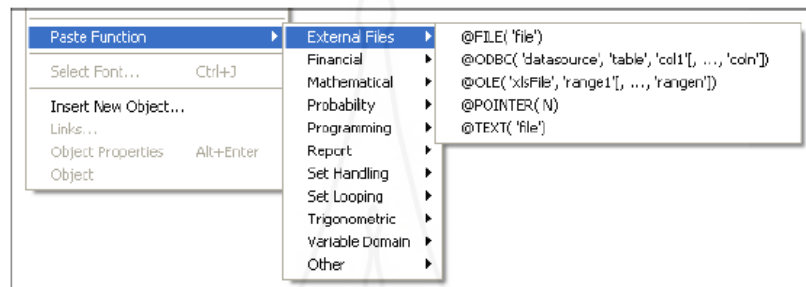 Paste Function
Select Font... Ctrl+J
Insert New Object...
Links...
Object Properties Alt+Enter
Object
External Files
Financial
Mathematical
Probability
Programming
Report
Set Handling
Set Looping
Trigonometric
Variable Domain
Other
@FILE( 'file')
@ODBC( 'datasource', 'table', 'col1'[, ..., 'coln'])
@OLE( 'xlsFile', 'range1'[, ..., 'rangen'])
@POINTER( N)
@TEXT( 'file')